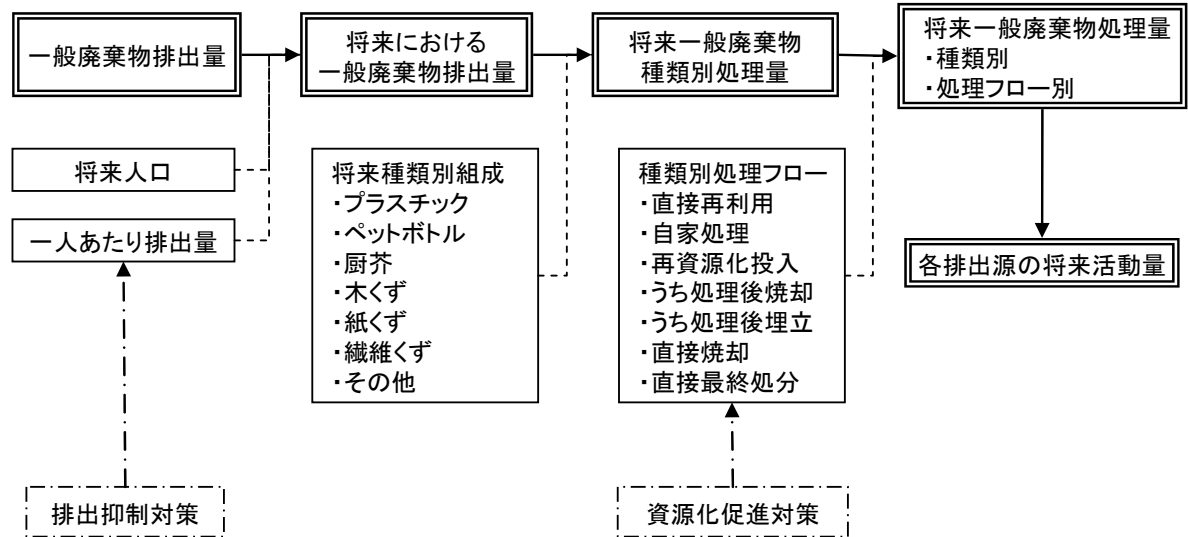 一般廃棄物排出量
将来における
一般廃棄物排出量
将来一般廃棄物
種類別処理量
将来一般廃棄物処理量
・種類別
・処理フロー別
将来人口
一人あたり排出量
将来種類別組成
・プラスチック
・ペットボトル
・厨芥
・木くず
・紙くず
・繊維くず
・その他
種類別処理フロー
・直接再利用
・自家処理
・再資源化投入
・うち処理後焼却
・うち処理後埋立
・直接焼却
・直接最終処分
各排出源の将来活動量
排出抑制対策
資源化促進対策